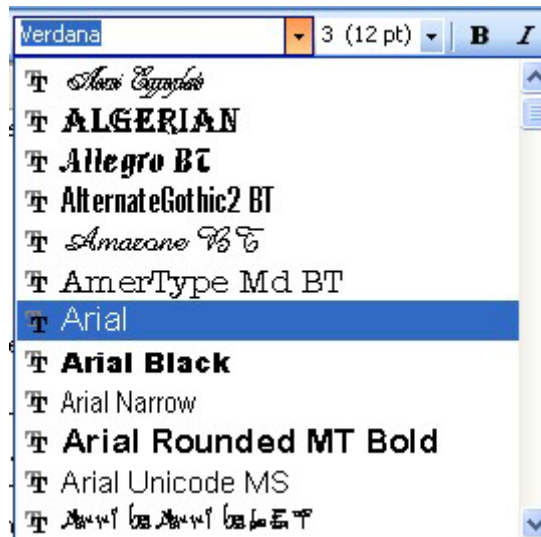 Verdana 3 (12 pt) B I
ALGERIAN
Allegro BT
AlternateGothic2 BT
Amazone BT
AmerType Md BT
Arial
Arial Black
Arial Narrow
Arial Rounded MT Bold
Arial Unicode MS